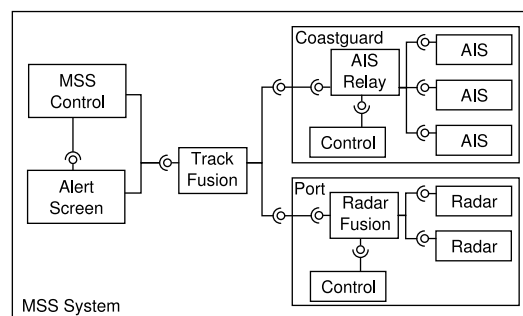 Coastguard
MSS
Control
AIS
Relay
AIS
AIS
AIS
Control
Alert
Screen
Track
Fusion
Port
Radar
Fusion
Radar
Radar
Control
MSS System